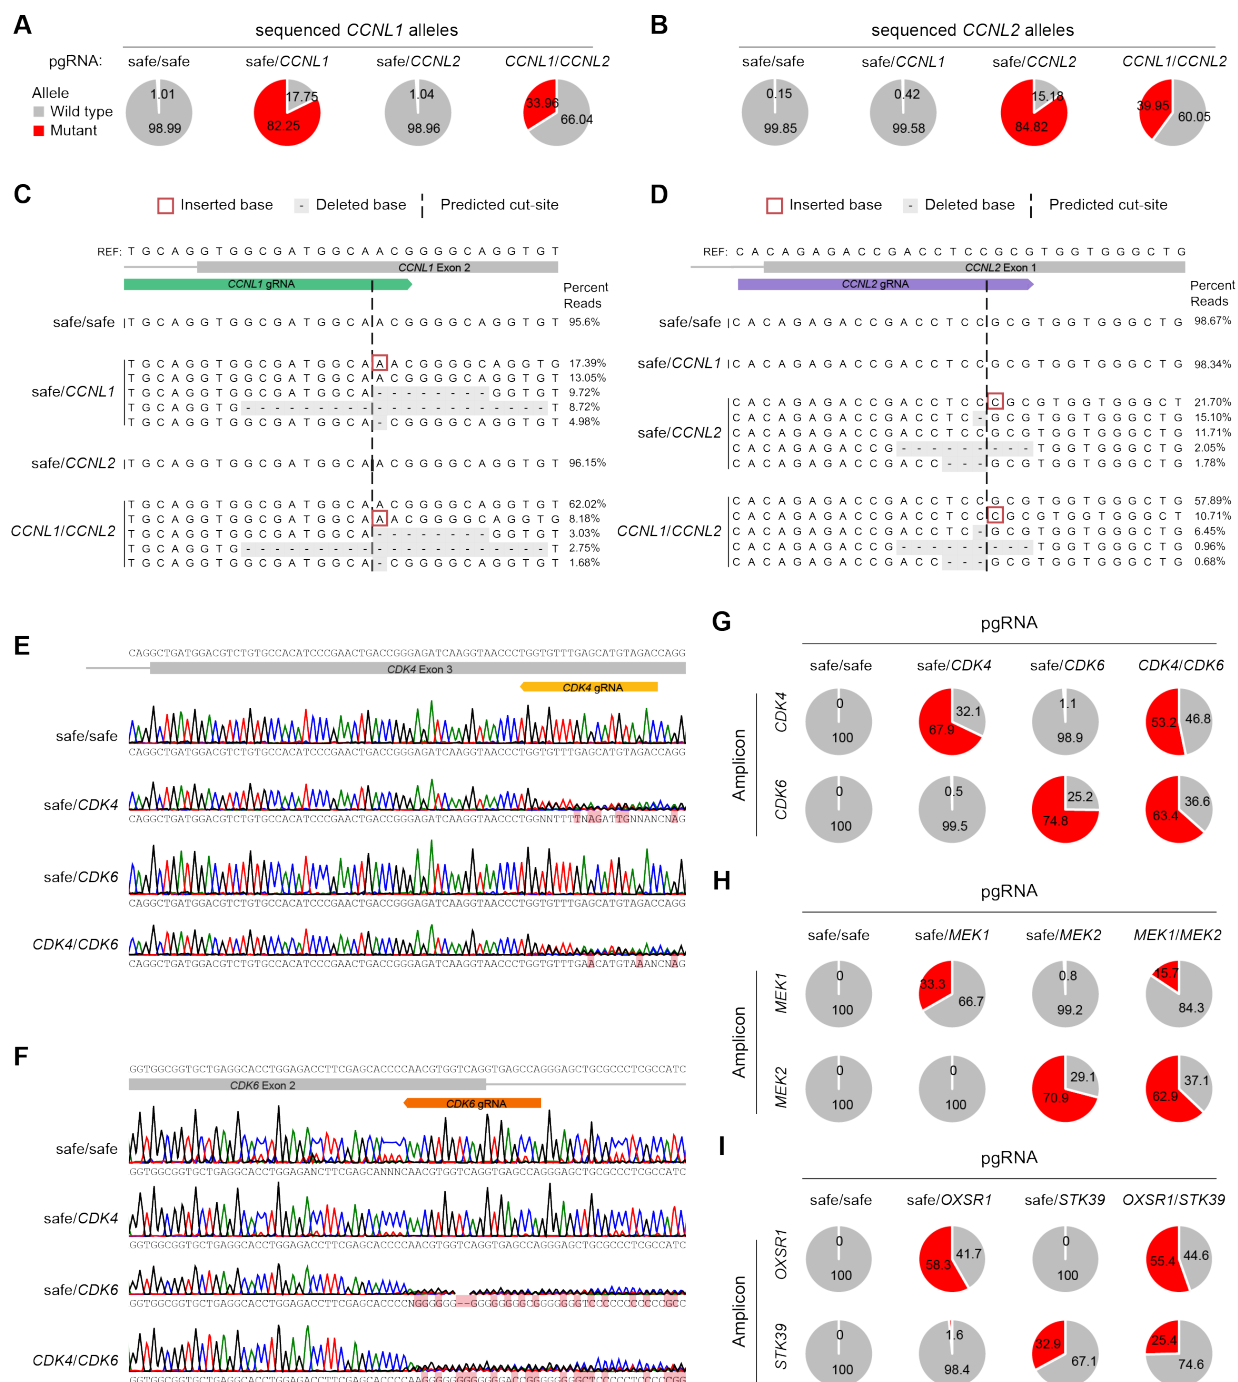 A
sequenced CCNL1 alleles
pgRNA:
safe/safe
safe/CCNL1
safe/CCNL2
CCNL1/CCNL2
Allele
Wild type
Mutant
1.01
98.99
17.75
82.25
1.04
98.96
33.96
66.04
B
sequenced CCNL2 alleles
safe/safe
safe/CCNL1
safe/CCNL2
CCNL1/CCNL2
0.15
99.85
0.42
99.58
15.18
84.82
39.95
60.05
C
Inserted base
- Deleted base
Predicted cut-site
REF: T G C A G G T G G C G A T G G C A A C G G G G C A G G T G T
CCNL1 Exon 2
CCNL1 gRNA
Percent
Reads
safe/safe T G C A G G T G G C G A T G G C A A C G G G G C A G G T G T 95.6%
safe/CCNL1
T G C A G G T G G C G A T G G C A A A C G G G G C A G G T G 17.39%
T G C A G G T G G C G A T G G C A A C G G G G C A G G T G T 13.05%
T G C A G G T G G C G A T G G C A - - - - - - - - G G T G T 9.72%
T G C A G G T G - - - - - - - - - - - - - - - - - - - - - T 8.72%
T G C A G G T G G C G A T G G C A - C G G G G C A G G T G T 4.98%
safe/CCNL2 T G C A G G T G G C G A T G G C A A C G G G G C A G G T G T 96.15%
CCNL1/CCNL2
T G C A G G T G G C G A T G G C A A C G G G G C A G G T G T 62.02%
T G C A G G T G G C G A T G G C A A A C G G G G C A G G T G 8.18%
T G C A G G T G G C G A T G G C A - - - - - - - - G G T G T 3.03%
T G C A G G T G - - - - - - - - - - - - - - - - - - - - - T 2.75%
T G C A G G T G G C G A T G G C A - C G G G G C A G G T G T 1.68%
D
Inserted base
- Deleted base
Predicted cut-site
REF: C A C A G A G A C C G A C C T C C G C G T G G T G G G C T G
CCNL2 Exon 1
CCNL2 gRNA
Percent
Reads
safe/safe C A C A G A G A C C G A C C T C C G C G T G G T G G G C T G 98.67%
safe/CCNL1 C A C A G A G A C C G A C C T C C G C G T G G T G G G C T G 98.34%
safe/CCNL2
C A C A G A G A C C G A C C T C C C G C G T G G T G G G C T 21.70%
C A C A G A G A C C G A C C T C - G C G T G G T G G G C T G 15.10%
C A C A G A G A C C G A C C T C C G C G T G G T G G G C T G 11.71%
C A C A G A G A C C G - - - - - - - - - T G G T G G G C T G 2.05%
C A C A G A G A C C G A C C - - - G C G T G G T G G G C T G 1.78%
CCNL1/CCNL2
C A C A G A G A C C G A C C T C C G C G T G G T G G G C T G 57.89%
C A C A G A G A C C G A C C T C C C G C G T G G T G G G C T 10.71%
C A C A G A G A C C G A C C T C - G C G T G G T G G G C T G 6.45%
C A C A G A G A C C G - - - - - - - - - T G G T G G G C T G 0.96%
C A C A G A G A C C G A C C - - - G C G T G G T G G G C T G 0.68%
E
CAGGCTGATGGACGTCTGTGCCACATCCCGAACTGACCGGGAGATCAAGGTAACCCTGGTGTTTGAGCATGTAGACCAGG
CDK4 Exon 3
CDK4 gRNA
safe/safe
CAGGCTGATGGACGTCTGTGCCACATCCCGAACTGACCGGGAGATCAAGGTAACCCTGGTGTTTGAGCATGTAGACCAGG
safe/CDK4
CAGGCTGATGGACGTCTGTGCCACATCCCGAACTGACCGGGAGATCAAGGTAACCCTGGNNTTTTNAGATTGNNANCNAG
safe/CDK6
CAGGCTGATGGACGTCTGTGCCACATCCCGAACTGACCGGGAGATCAAGGTAACCCTGGTGTTTGAGCATGTAGACCAGG
CDK4/CDK6
CAGGCTGATGGACGTCTGTGCCACATCCCGAACTGACCGGGAGATCAAGGTAACCCTGGTGTTTGAACATGTAAANCNAG
F
GGTGGCGGTGCTGAGGCACCTGGAGACCTTCGAGCACCCCAACGTGGTCAGGTGAGCCAGGGAGCTGCGCCCTCGCCATC
CDK6 Exon 2
CDK6 gRNA
safe/safe
GGTGGCGGTGCTGAGGCACCTGGAGANCTTCGAGCANNNCAACGTGGTCAGGTGAGCCAGGGAGCTGCGCCCTCGCCATC
safe/CDK4
GGTGGCGGTGCTGAGGCACCTGGAGACCTTCGAGCACCCCAACGTGGTCAGGTGAGCCAGGGAGCTGCGCCCTCGCCATC
safe/CDK6
CDK4/CDK6
G
pgRNA
safe/safe
safe/CDK4
safe/CDK6
CDK4/CDK6
Amplicon
CDK4
0
100
32.1
67.9
1.1
98.9
53.2
46.8
CDK6
0
100
0.5
99.5
25.2
74.8
63.4
36.6
H
pgRNA
safe/safe
safe/MEK1
safe/MEK2
MEK1/MEK2
Amplicon
MEK1
0
100
33.3
66.7
0.8
99.2
15.7
84.3
MEK2
0
100
0
100
29.1
70.9
62.9
37.1
I
pgRNA
safe/safe
safe/OXSR1
safe/STK39
OXSR1/STK39
Amplicon
OXSR1
0
100
58.3
41.7
0
100
55.4
44.6
STK39
0
100
1.6
98.4
32.9
67.1
25.4
74.6